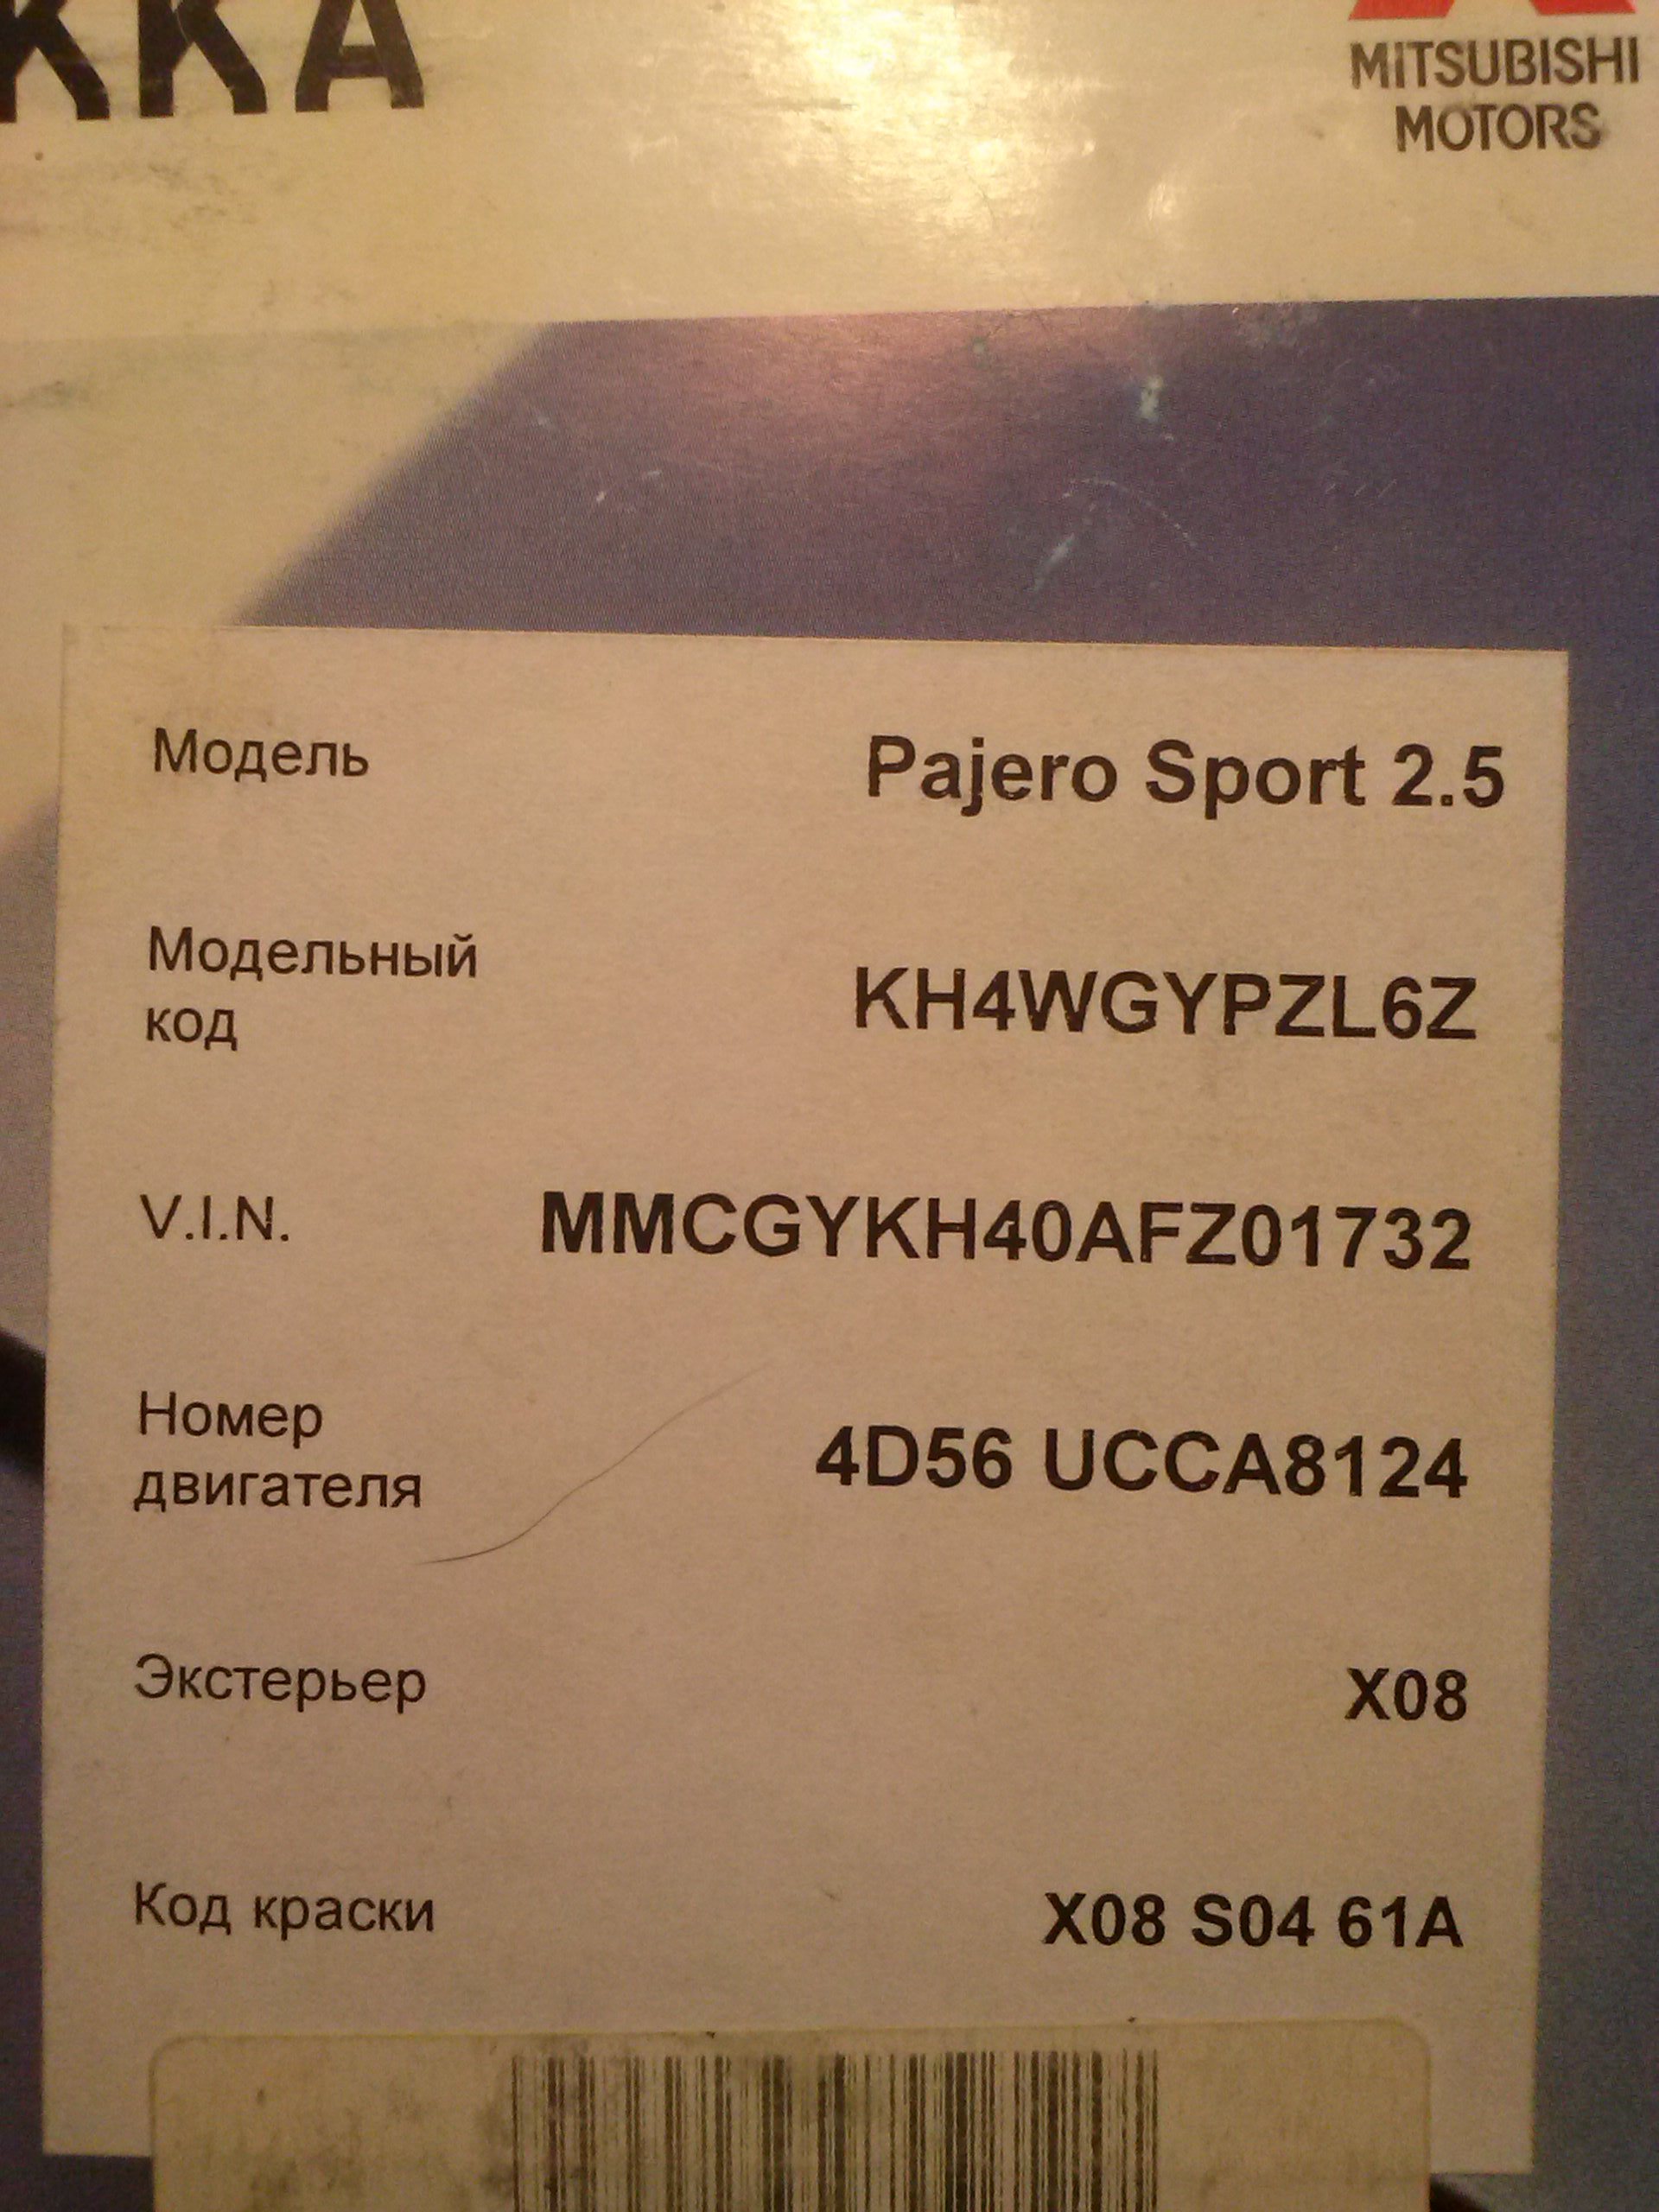 MITSUBISHI
MOTORS
Модель Pajero Sport 2.5
Модельный
код KH4WGYPZL6Z
V.I.N. MMCGYKH40AFZ01732
Номер
двигателя 4D56 UCCA8124
Экстерьер X08
Код краски X08 S04 61A